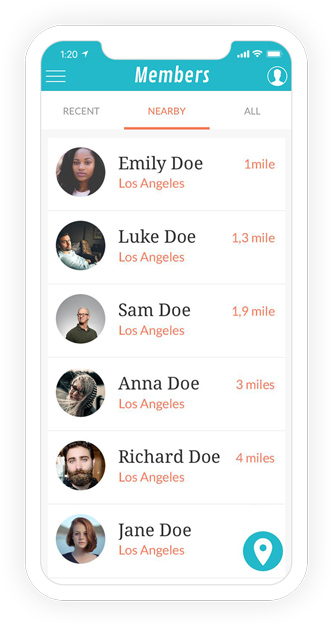 1:20
Members
RECENT NEARBY ALL
Emily Doe 1mile
Los Angeles
Luke Doe 1,3 mile
Los Angeles
Sam Doe 1,9 mile
Los Angeles
Anna Doe 3 miles
Los Angeles
Richard Doe 4 miles
Los Angeles
Jane Doe
Los Angeles